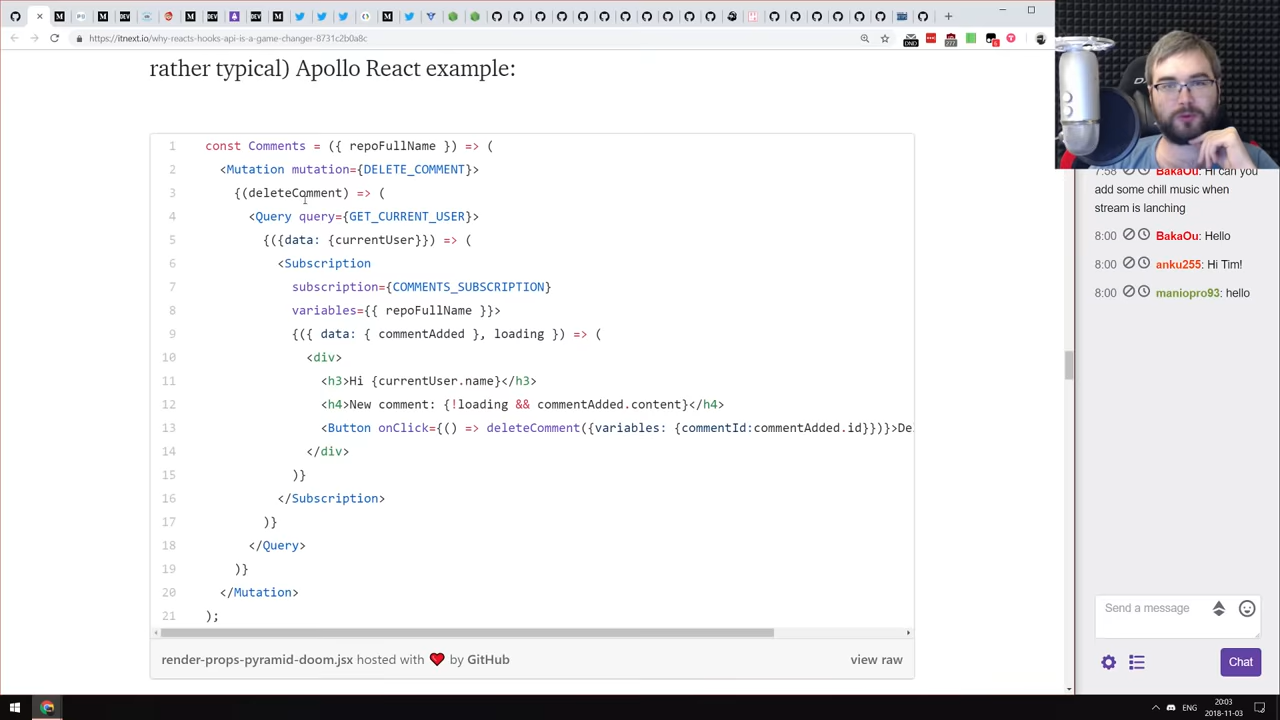 https://itnext.io/why-reacts-hooks-api-is-a-game-changer-8731c2b0a8c
rather typical) Apollo React example:
1 const Comments = ({ repoFullName }) => (
2 <Mutation mutation={DELETE_COMMENT}>
3 {(deleteComment) => (
4 <Query query={GET_CURRENT_USER}>
5 {({data: {currentUser}}) => (
6 <Subscription
7 subscription={COMMENTS_SUBSCRIPTION}
8 variables={{ repoFullName }}>
9 {({ data: { commentAdded }, loading }) => (
10 <div>
11 <h3>Hi {currentUser.name}</h3>
12 <h4>New comment: {!loading && commentAdded.content}</h4>
13 <Button onClick={() => deleteComment({variables: {commentId:commentAdded.id}})}>De
14 </div>
15 )}
16 </Subscription>
17 )}
18 </Query>
19 )}
20 </Mutation>
21 );
render-props-pyramid-doom.jsx hosted with ❤ by GitHub
view raw
7:58 BakaOu: Hi can you
add some chill music when
stream is lanching
8:00 BakaOu: Hello
8:00 anku255: Hi Tim!
8:00 maniopro93: hello
Send a message
Chat
ENG
20:03
2018-11-03